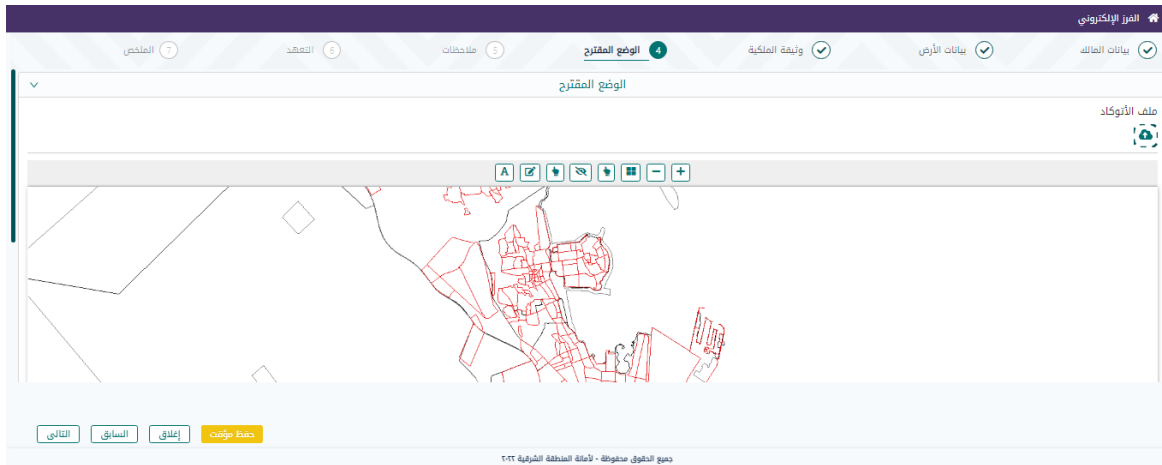 الفرز الإلكتروني
بيانات المالك
بيانات الأرض
وثيقة الملكية
4 الوضع المقترح
5 ملاحظات
6 التعهد
7 الملخص
الوضع المقترح
ملف الأتوكاد
A
حفظ مؤقت
إغلاق
السابق
التالى
جميع الحقوق محفوظة - لأمانة المنطقة الشرقية ٢٠٢٢